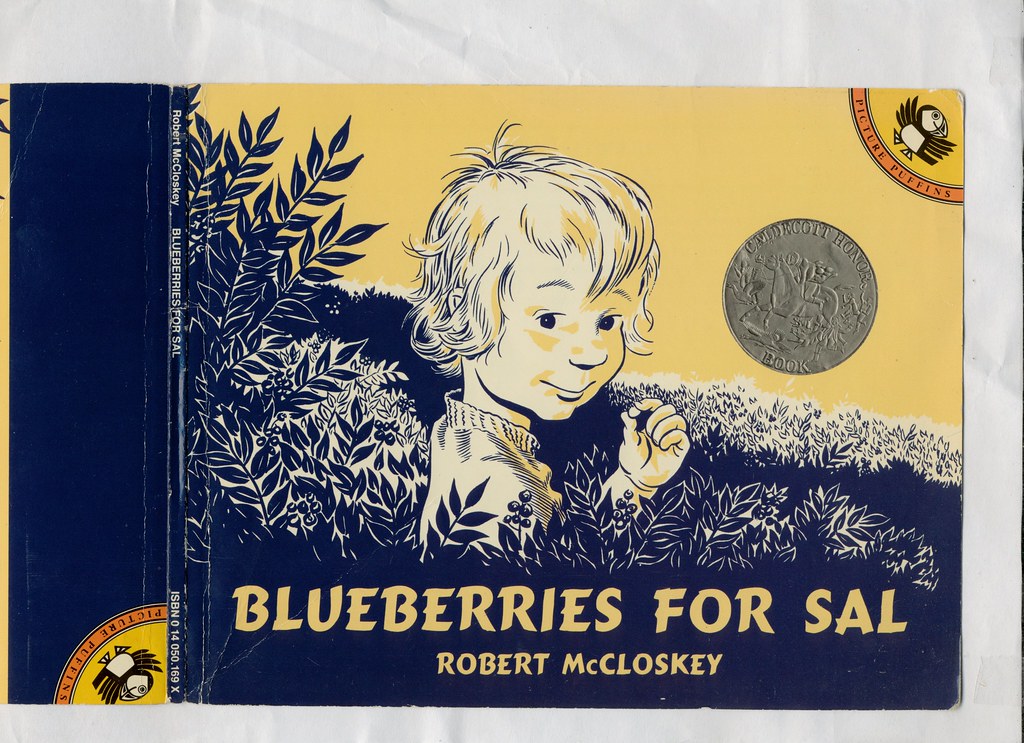 Robert McCloskey BLUEBERRIES FOR SAL ISBN 0 14 050.169 X
PICTURE PUFFINS
PICTURE PUFFINS
CALDECOTT HONOR
BOOK
BLUEBERRIES FOR SAL
ROBERT McCLOSKEY